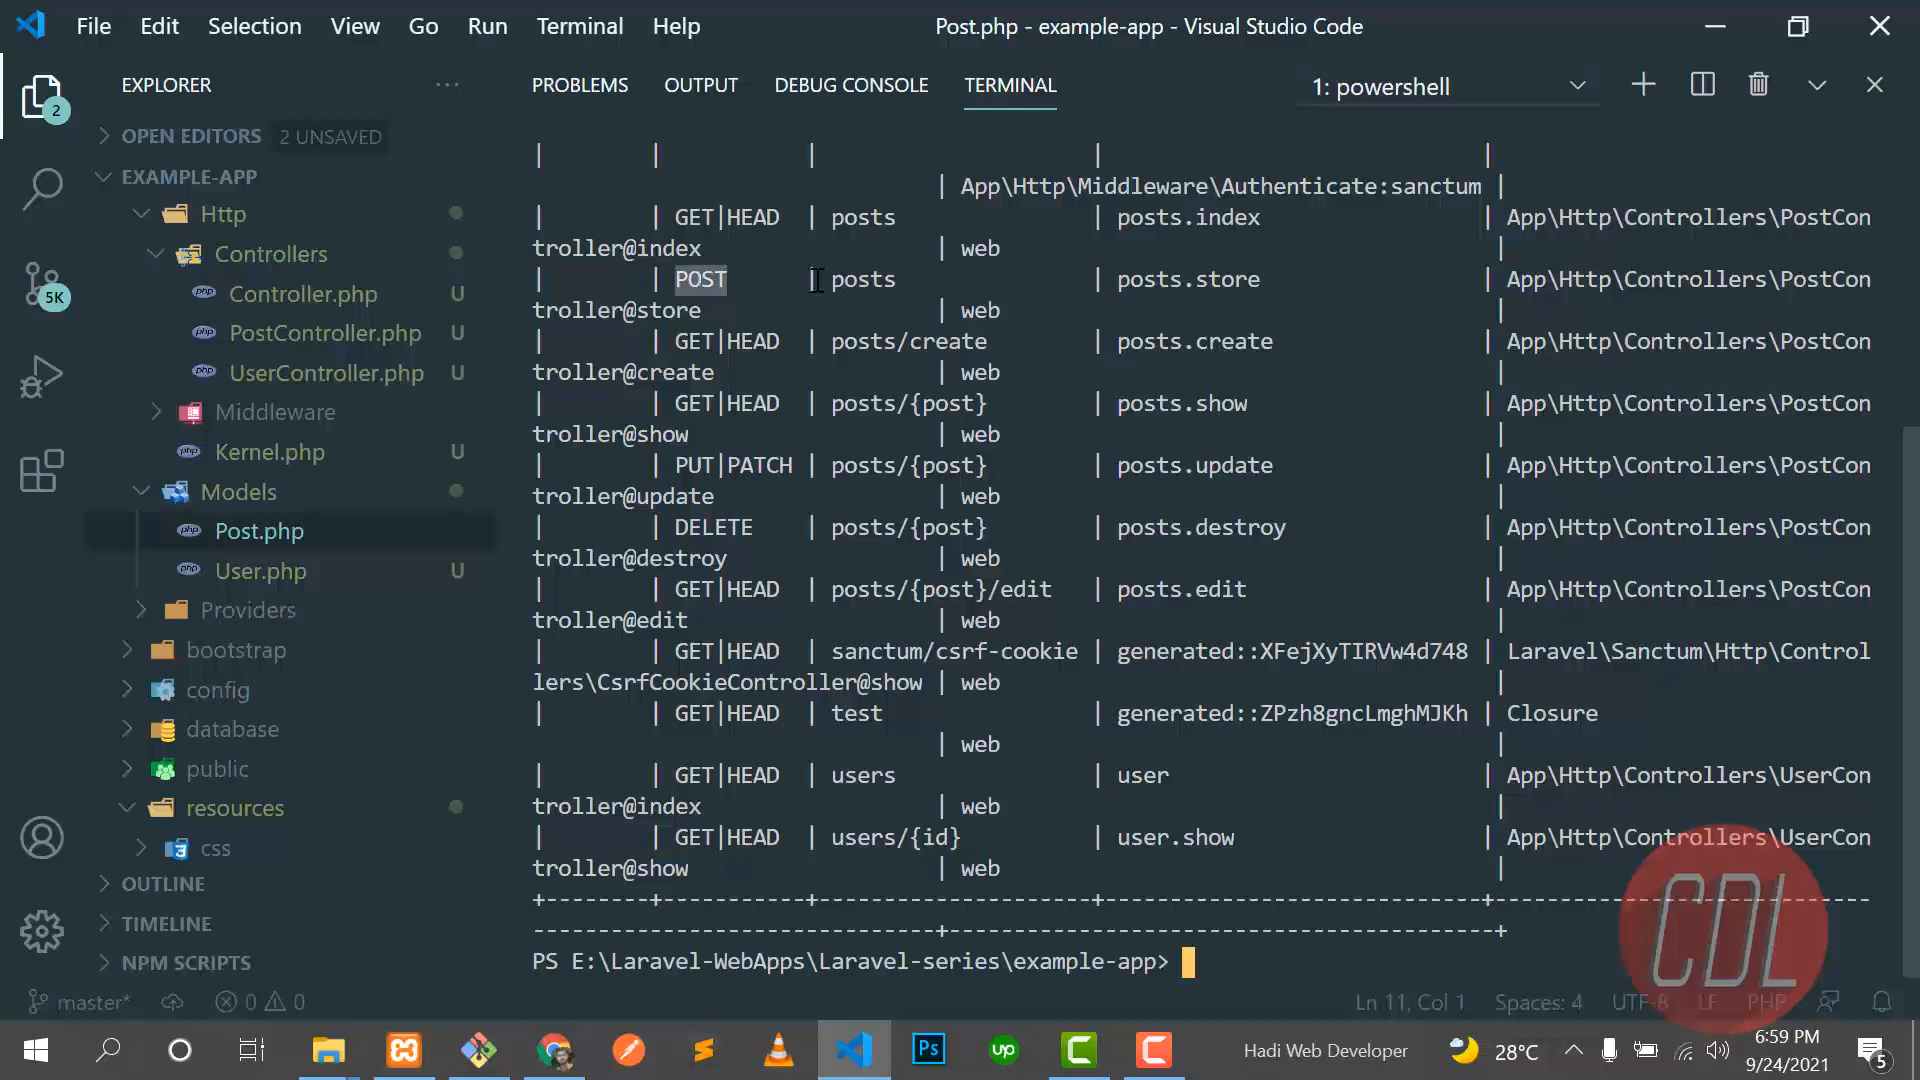 File Edit Selection View Go Run Terminal Help Post.php - example-app - Visual Studio Code
EXPLORER ... PROBLEMS OUTPUT DEBUG CONSOLE TERMINAL 1: powershell
2
OPEN EDITORS 2 UNSAVED
EXAMPLE-APP
Http
Controllers
Controller.php U
PostController.php U
UserController.php U
Middleware
Kernel.php U
Models
Post.php
User.php U
Providers
bootstrap
config
database
public
resources
css
OUTLINE
TIMELINE
NPM SCRIPTS
5K
| | | | |
| App\Http\Middleware\Authenticate:sanctum |
| | GET|HEAD | posts | posts.index | App\Http\Controllers\PostCon
troller@index | web |
| | POST | posts | posts.store | App\Http\Controllers\PostCon
troller@store | web |
| | GET|HEAD | posts/create | posts.create | App\Http\Controllers\PostCon
troller@create | web |
| | GET|HEAD | posts/{post} | posts.show | App\Http\Controllers\PostCon
troller@show | web |
| | PUT|PATCH | posts/{post} | posts.update | App\Http\Controllers\PostCon
troller@update | web |
| | DELETE | posts/{post} | posts.destroy | App\Http\Controllers\PostCon
troller@destroy | web |
| | GET|HEAD | posts/{post}/edit | posts.edit | App\Http\Controllers\PostCon
troller@edit | web |
| | GET|HEAD | sanctum/csrf-cookie | generated::XFejXyTIRVw4d748 | Laravel\Sanctum\Http\Control
lers\CsrfCookieController@show | web |
| | GET|HEAD | test | generated::ZPzh8gncLmghMJKh | Closure
| web |
| | GET|HEAD | users | user | App\Http\Controllers\UserCon
troller@index | web |
| | GET|HEAD | users/{id} | user.show | App\Http\Controllers\UserCon
troller@show | web |
+--------+-----------+---------------------+-----------------------------+-----------------------------
-------------------------------+------------------------------------------+
PS E:\Laravel-WebApps\Laravel-series\example-app>
CDL
master* 0 0 Ln 11, Col 1 Spaces: 4 UTF-8 LF PHP
Ps up Hadi Web Developer 28°C 6:59 PM
9/24/2021 5